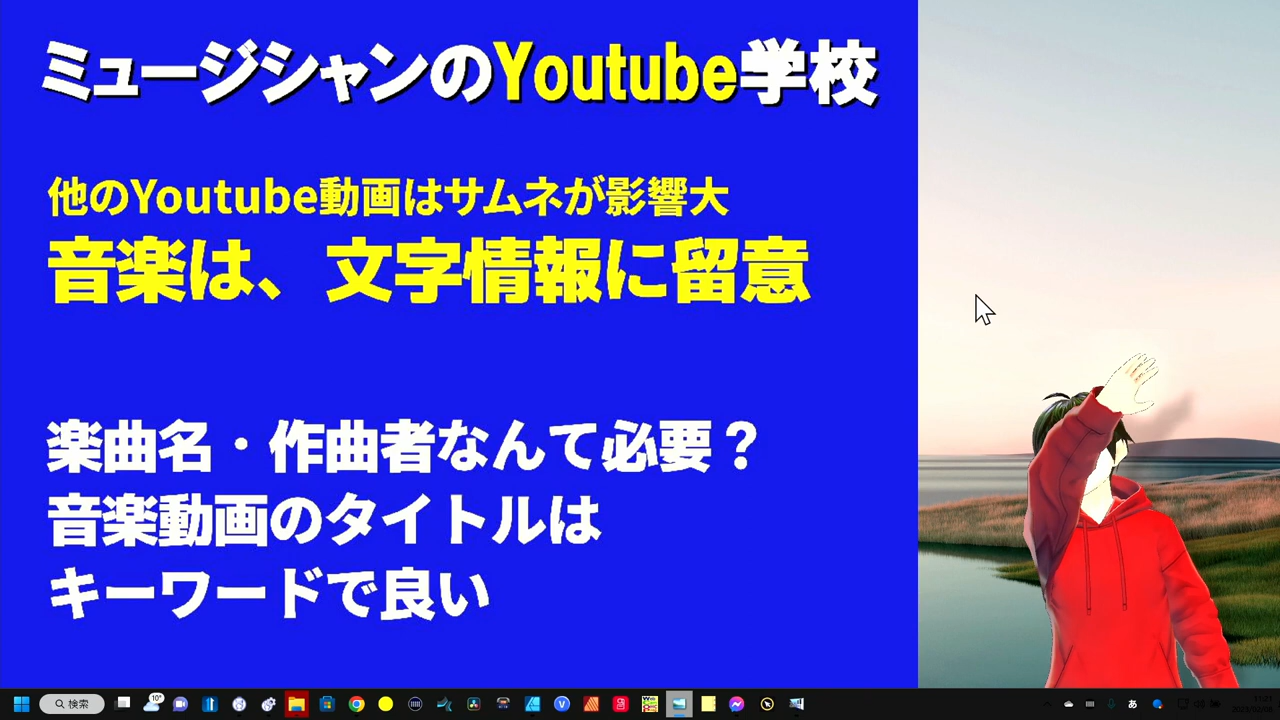 ミュージシャンのYoutube学校
他のYoutube動画はサムネが影響大
音楽は、文字情報に留意
楽曲名・作曲者なんて必要？
音楽動画のタイトルは
キーワードで良い
検索
10°
あ